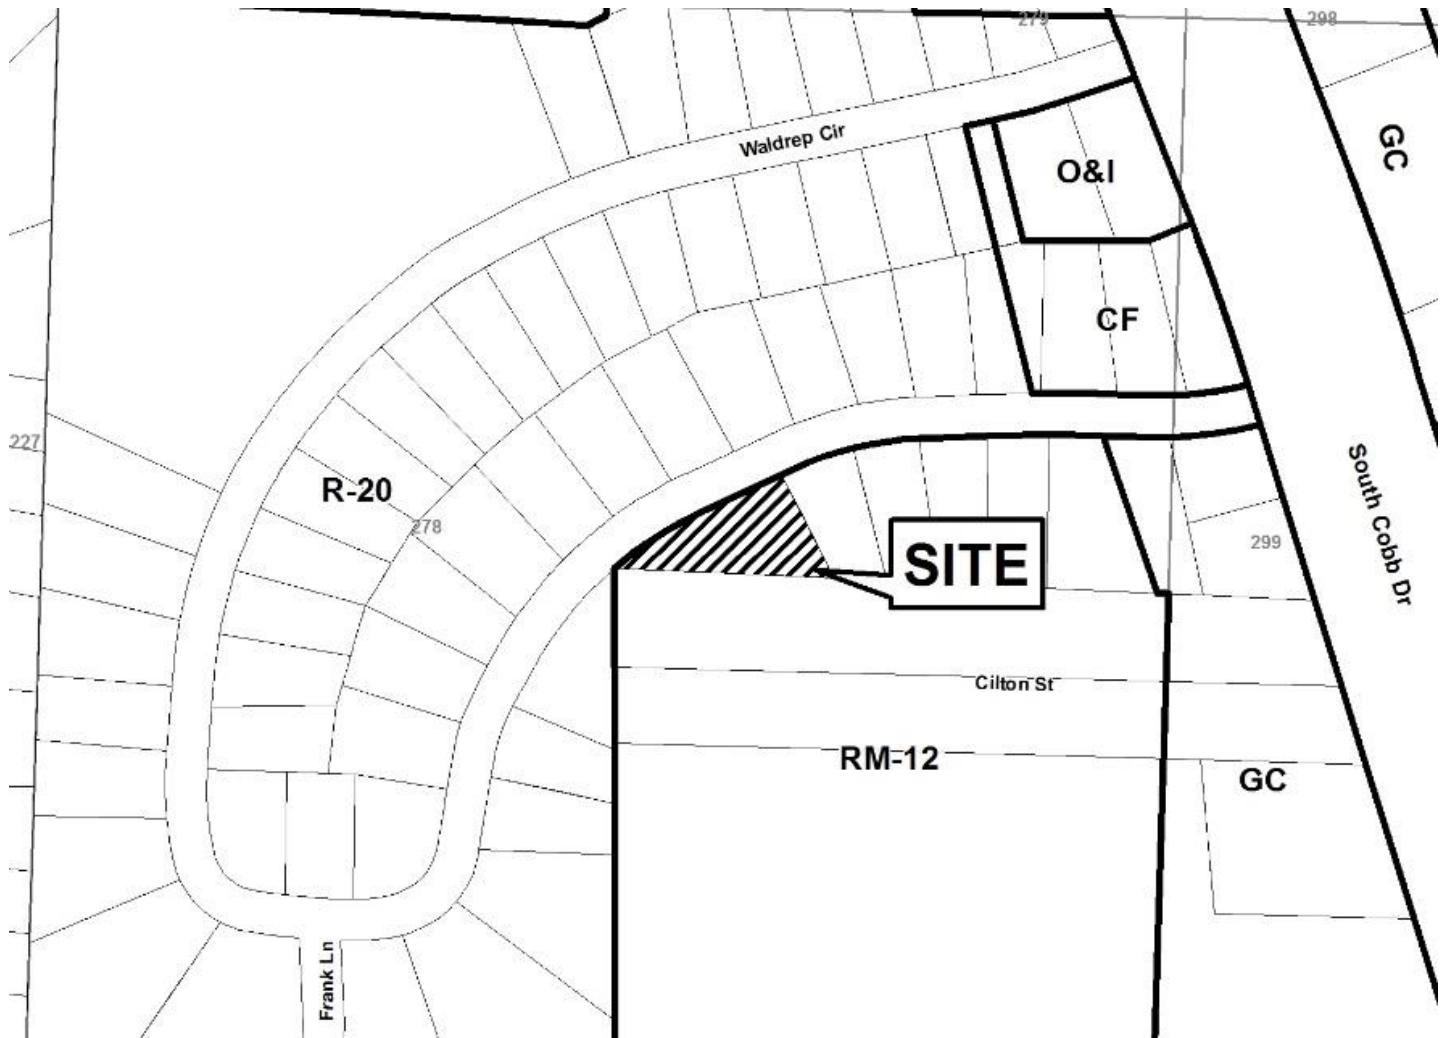 279
298
Waldrep Cir
GC
O&I
CF
227
R-20
278
South Cobb Dr
299
SITE
Cilton St
RM-12
GC
Frank Ln